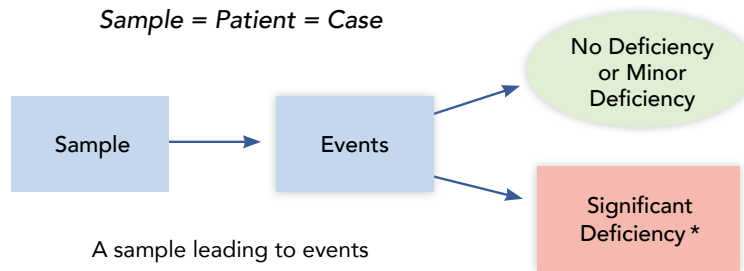 Sample = Patient = Case
No Deficiency
or Minor
Deficiency
Sample
Events
Significant
Deficiency *
A sample leading to events